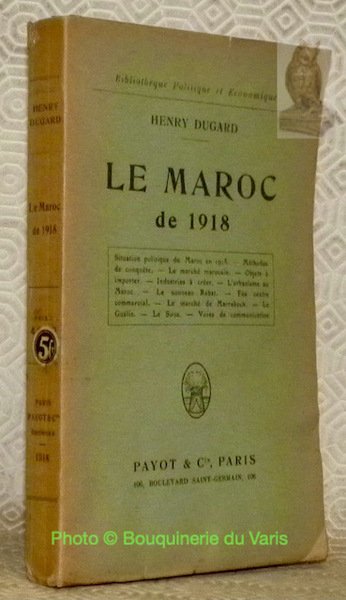 Bibliothèque Politique et Economique
HENRY DUGARD
LE MAROC
de 1918
Situation politique du Maroc en 1918. — Méthodes
de conquête. — Le marché marocain. — Objets à
importer. — Industries à créer. — L'urbanisme au
Maroc. — Le nouveau Rabat. — Fès centre
commercial. — Le marché de Marrakech. — Le
Guéliz. — Le Sous. — Voies de communication
PAYOT & Cie, PARIS
106, BOULEVARD SAINT-GERMAIN, 106
HENRY
DUGARD
Le Maroc
de 1918
5f
PARIS
PAYOT & Cie
1918
Photo © Bouquinerie du Varis